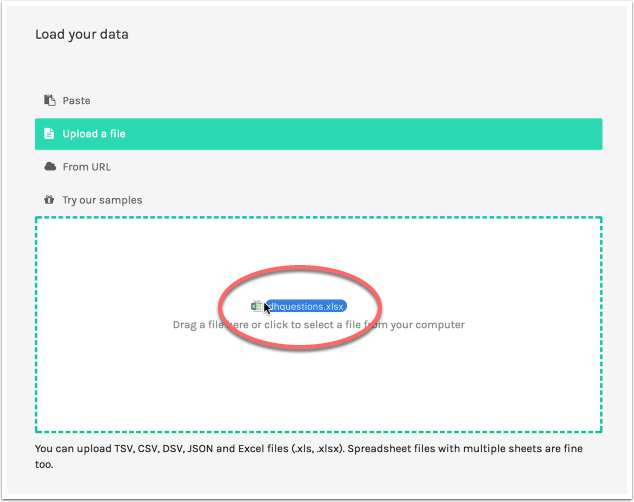 Load your data
Paste
Upload a file
From URL
Try our samples
dhquestions.xlsx
Drag a file here or click to select a file from your computer
You can upload TSV, CSV, DSV, JSON and Excel files (.xls, .xlsx). Spreadsheet files with multiple sheets are fine
too.